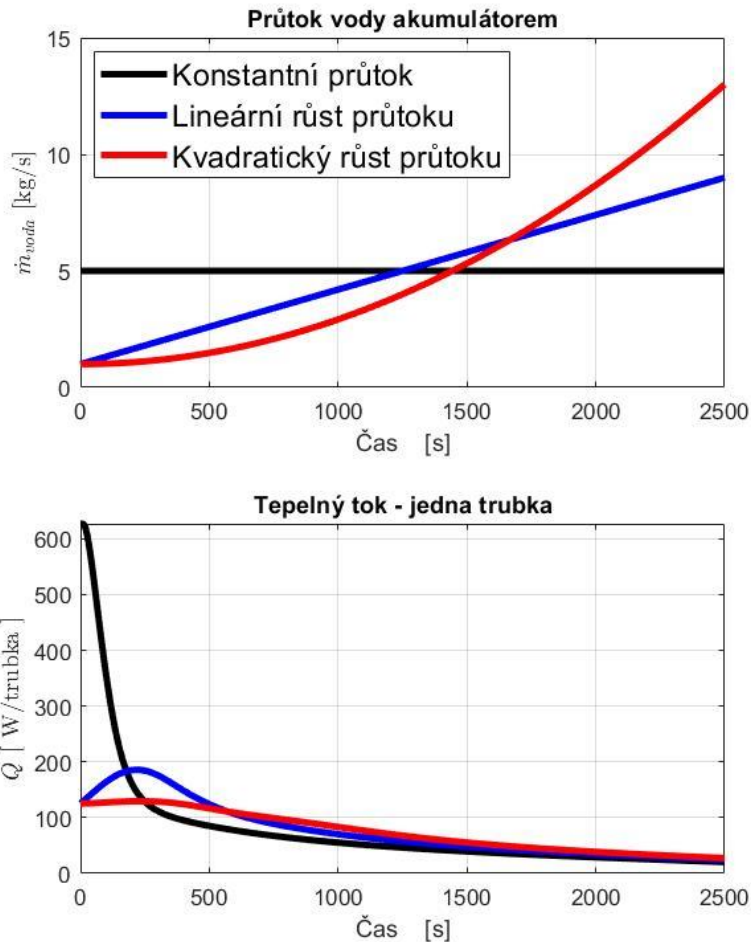 Průtok vody akumulátorem
15
10
5
0
ṁ_voda [kg/s]
Konstantní průtok
Lineární růst průtoku
Kvadratický růst průtoku
0 500 1000 1500 2000 2500
Čas [s]
Tepelný tok - jedna trubka
600
500
400
300
200
100
0
Q [ W/trubka ]
0 500 1000 1500 2000 2500
Čas [s]